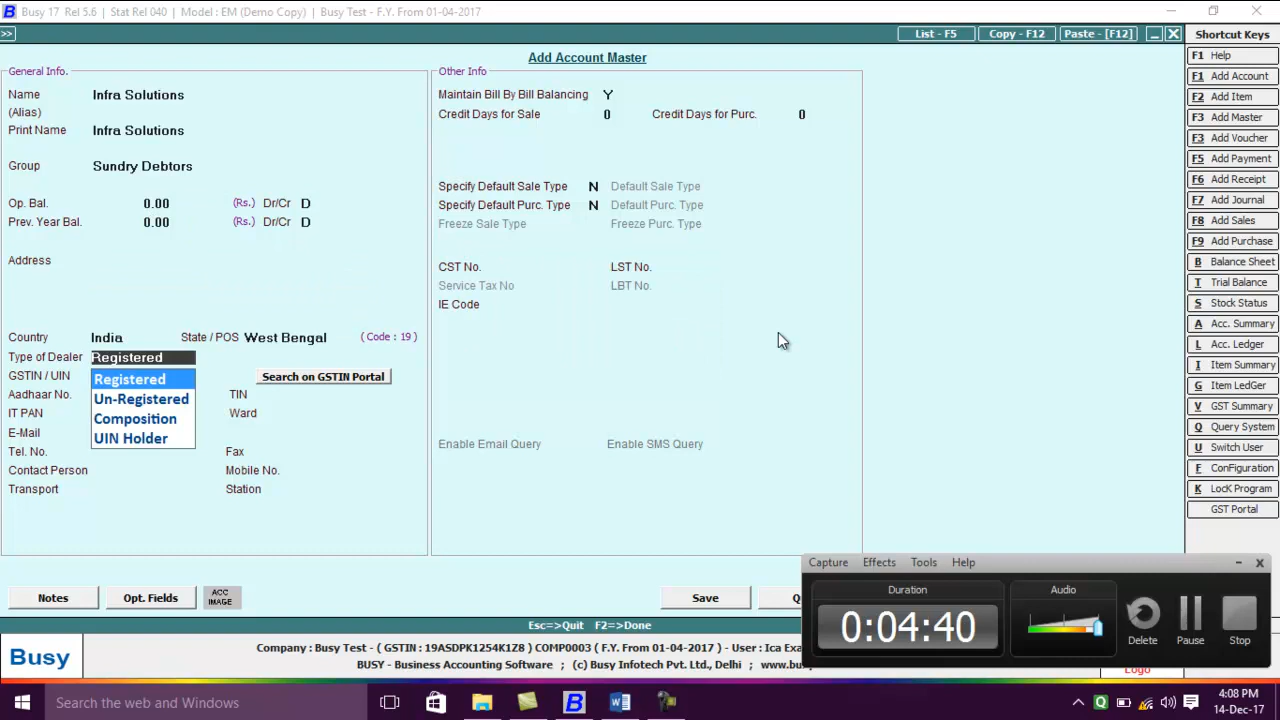 Busy 17 Rel 5.6 | Stat Rel 040 | Model : EM (Demo Copy) | Busy Test - F.Y. From 01-04-2017
>> List - F5 Copy - F12 Paste - [F12] Shortcut Keys
Add Account Master
General Info.
Name Infra Solutions
(Alias)
Print Name Infra Solutions
Group Sundry Debtors
Op. Bal. 0.00 (Rs.) Dr/Cr D
Prev. Year Bal. 0.00 (Rs.) Dr/Cr D
Address
Country India State / POS West Bengal ( Code : 19 )
Type of Dealer Registered
GSTIN / UIN Search on GSTIN Portal
Registered
Un-Registered
Composition
UIN Holder
Aadhaar No. TIN
IT PAN Ward
E-Mail
Tel. No. Fax
Contact Person Mobile No.
Transport Station
Other Info
Maintain Bill By Bill Balancing Y
Credit Days for Sale 0 Credit Days for Purc. 0
Specify Default Sale Type N Default Sale Type
Specify Default Purc. Type N Default Purc. Type
Freeze Sale Type Freeze Purc. Type
CST No. LST No.
Service Tax No LBT No.
IE Code
Enable Email Query Enable SMS Query
F1 Help
F1 Add Account
F2 Add Item
F3 Add Master
F3 Add Voucher
F5 Add Payment
F6 Add Receipt
F7 Add Journal
F8 Add Sales
F9 Add Purchase
B Balance Sheet
T Trial Balance
S Stock Status
A Acc. Summary
L Acc. Ledger
I Item Summary
G Item LedGer
V GST Summary
Q Query System
U Switch User
F ConFiguration
K LocK Program
GST Portal
Notes Opt. Fields ACC IMAGE Save Q
Esc=>Quit F2=>Done
Busy
Company : Busy Test - ( GSTIN : 19ASDPK1254K1Z8 ) COMP0003 ( F.Y. From 01-04-2017 ) - User : Ica Exa
BUSY - Business Accounting Software ; (c) Busy Infotech Pvt. Ltd., Delhi ; www.bu
Logo
Capture Effects Tools Help
Duration Audio
0:04:40
Delete Pause Stop
Search the web and Windows
4:08 PM
14-Dec-17